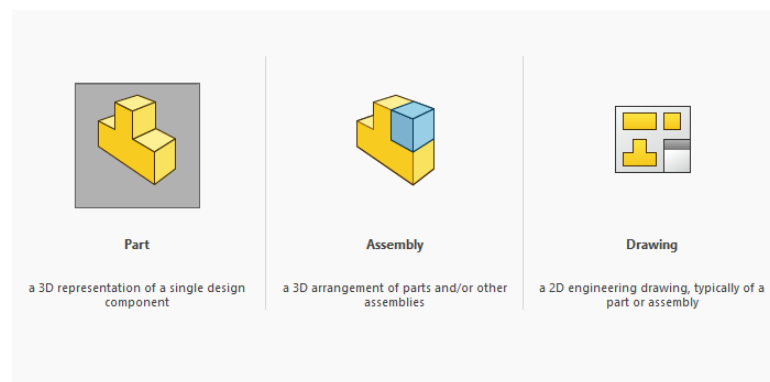 Part
a 3D representation of a single design
component
Assembly
a 3D arrangement of parts and/or other
assemblies
Drawing
a 2D engineering drawing, typically of a
part or assembly